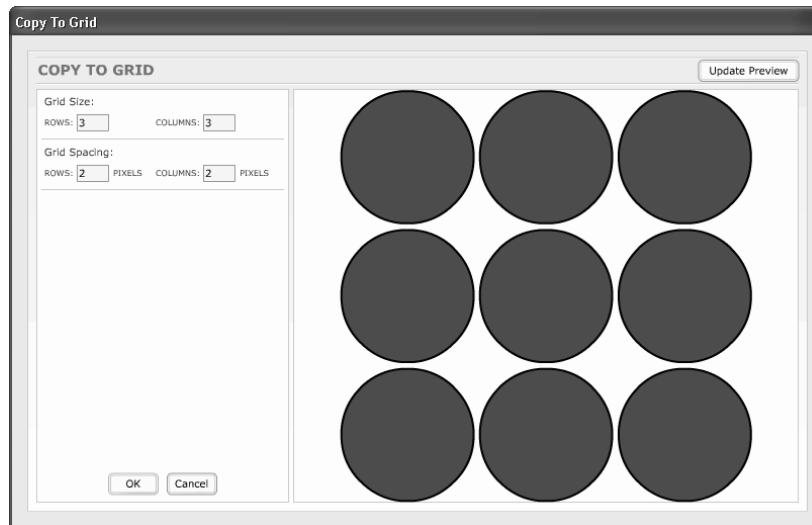 Copy To Grid
COPY TO GRID
Update Preview
Grid Size:
ROWS: 3 COLUMNS: 3
Grid Spacing:
ROWS: 2 PIXELS COLUMNS: 2 PIXELS
OK Cancel